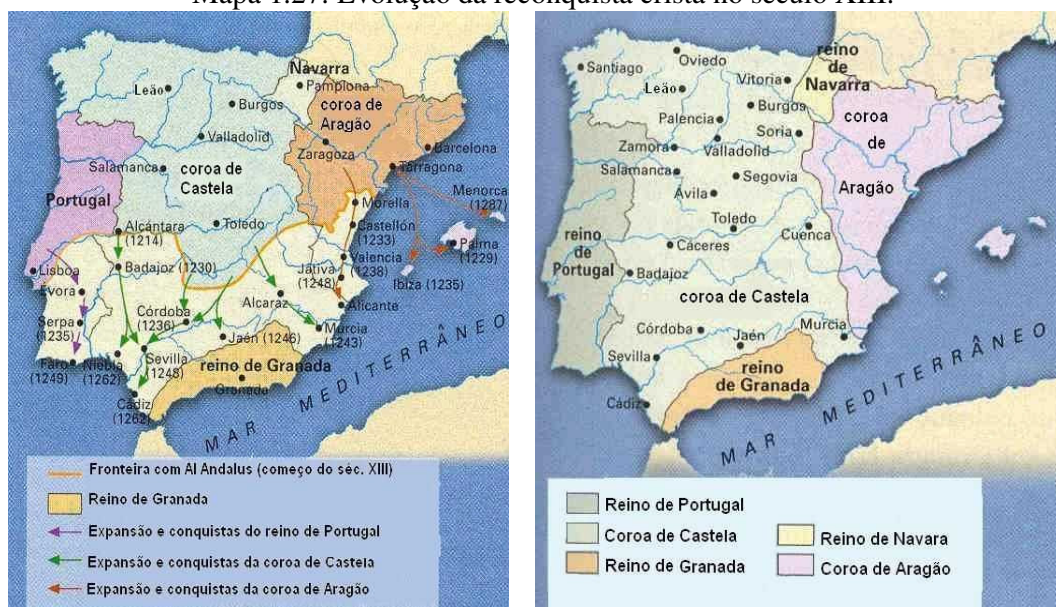 Mapa 1.27: Evolução da reconquista cristã no século XIII.
Navarra
Pamplona
Leão
Burgos
coroa de
Aragão
Valladolid
Zaragoza
Barcelona
Salamanca
Tarragona
coroa de
Castela
Menorca
(1287)
Portugal
Morella
Alcántara
(1214)
Toledo
Castellón
(1233)
Palma
(1229)
Lisboa
Badajoz (1230)
Valencia
(1238)
Ibiza (1235)
Evora
Játiva
(1248)
Alcaraz
Alicante
Serpa
(1235)
Córdoba
(1236)
Jaén (1246)
Murcia
(1243)
Faro
(1249)
Niebla
(1262)
Sevilla
(1248)
reino de Granada
Granada
Cádiz
(1262)
MAR MEDITERRÂNEO
Fronteira com Al Andalus (começo do séc. XIII)
Reino de Granada
Expansão e conquistas do reino de Portugal
Expansão e conquistas da coroa de Castela
Expansão e conquistas da coroa de Aragão
Santiago
Oviedo
reino
de
Navarra
Vitoria
Leão
Burgos
Palencia
coroa
de
Aragão
Soria
Zamora
Valladolid
Salamanca
Segovia
Ávila
Toledo
Cuenca
reino
de
Portugal
Cáceres
Badajoz
coroa de Castela
Córdoba
Jaén
Murcia
Sevilla
reino
de Granada
Cádiz
MAR MEDITERRÂNEO
Reino de Portugal
Coroa de Castela
Reino de Granada
Reino de Navara
Coroa de Aragão